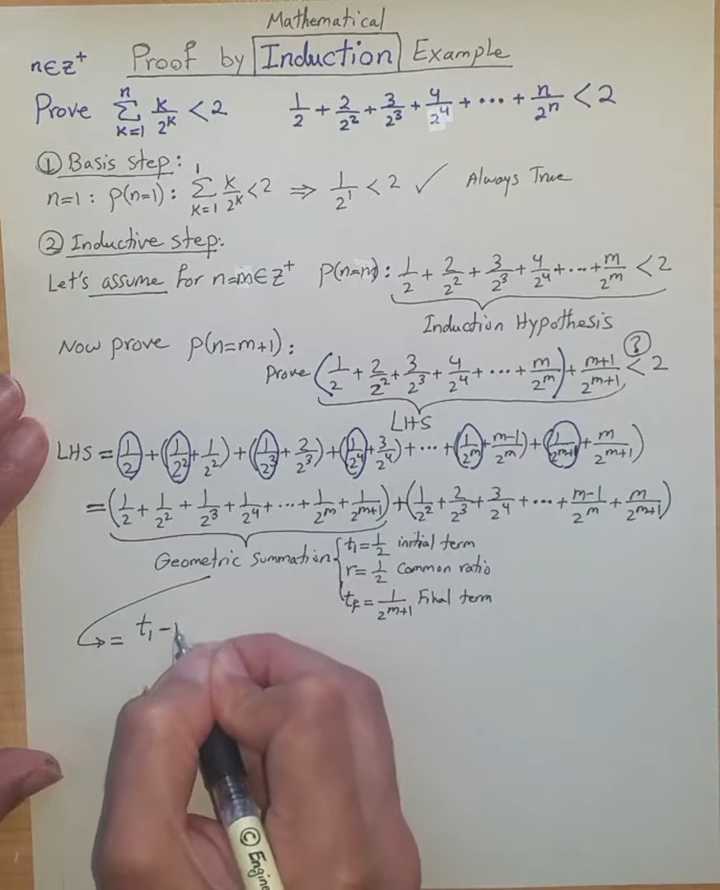 Mathematical
n∈Z⁺ Proof by Induction Example
Prove ∑_{K=1}^{n} K/2^K < 2    1/2 + 2/2² + 3/2³ + 4/2⁴ + ... + n/2ⁿ < 2
① Basis step:
n=1: P(n=1): ∑_{K=1}^{1} K/2^K < 2 ⇒ 1/2¹ < 2 ✓ Always True
② Inductive step:
Let's assume for n=m∈Z⁺ P(n=m): 1/2 + 2/2² + 3/2³ + 4/2⁴ + ... + m/2^m < 2
Induction Hypothesis
Now prove P(n=m+1):
Prove (1/2 + 2/2² + 3/2³ + 4/2⁴ + ... + m/2^m) + (m+1)/2^{m+1} <^{?} 2
LHS
LHS = 1/2 + (1/2² + 1/2²) + (1/2³ + 2/2³) + (1/2⁴ + 3/2⁴) + ... + (1/2^m + (m-1)/2^m) + (1/2^{m+1} + m/2^{m+1})
= (1/2 + 1/2² + 1/2³ + 1/2⁴ + ... + 1/2^m + 1/2^{m+1}) + (1/2² + 2/2³ + 3/2⁴ + ... + (m-1)/2^m + m/2^{m+1})
Geometric Summation { t₁ = 1/2 initial term
r = 1/2 Common ratio
t_F = 1/2^{m+1} Final term
= t₁ -
© Engine